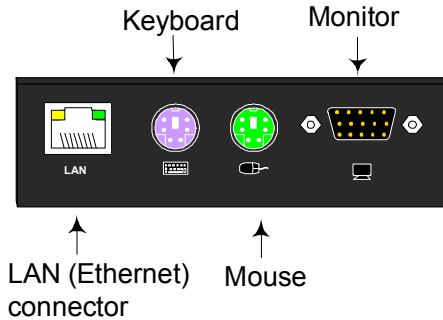 Keyboard
Monitor
LAN
LAN (Ethernet)
connector
Mouse